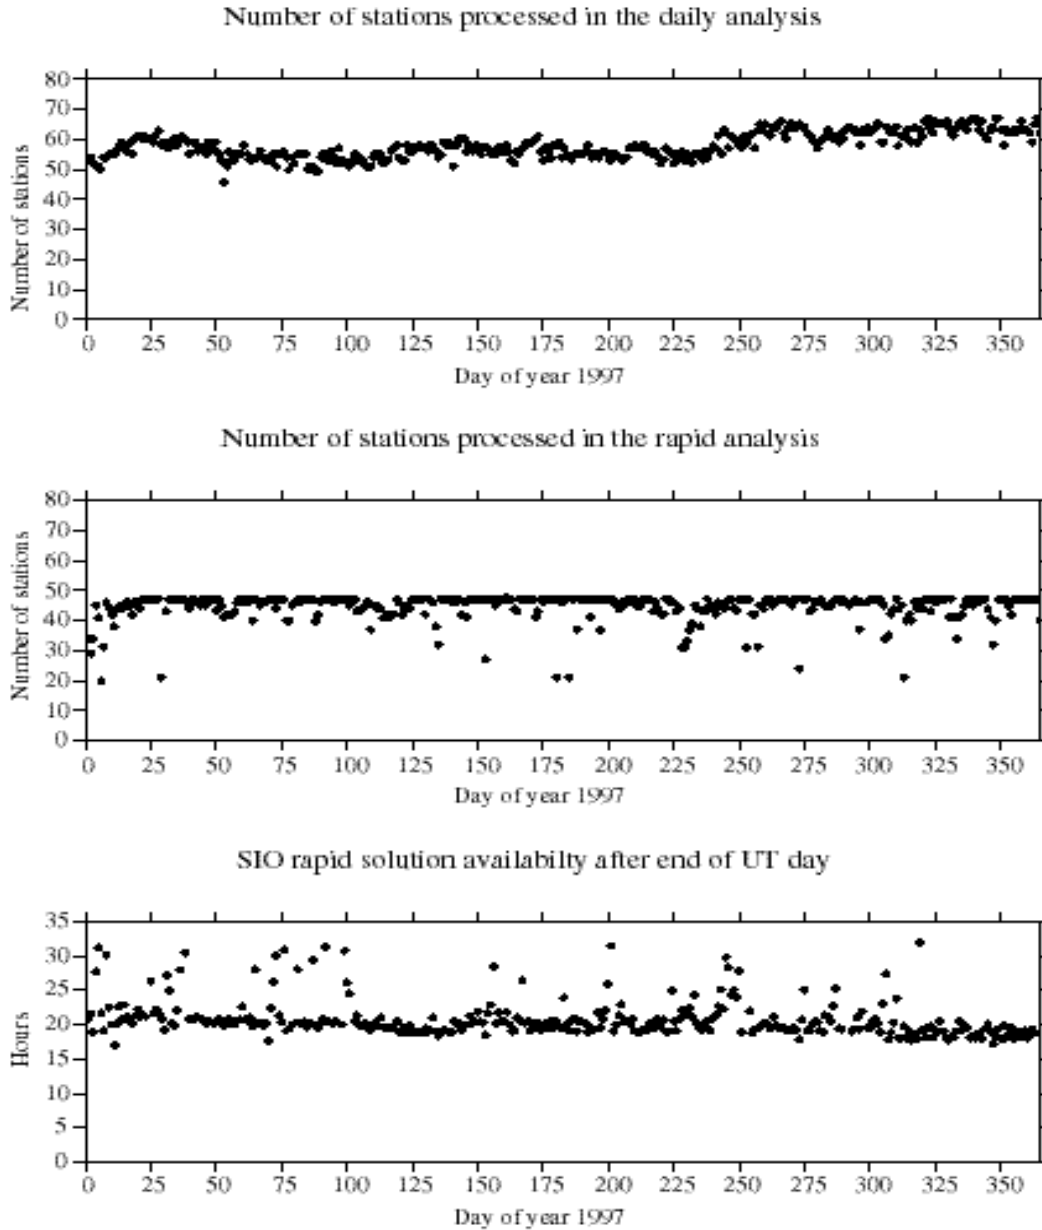 Number of stations processed in the daily analysis
80
70
60
50
40
30
20
10
0
Number of stations
0 25 50 75 100 125 150 175 200 225 250 275 300 325 350
Day of year 1997
Number of stations processed in the rapid analysis
80
70
60
50
40
30
20
10
0
Number of stations
0 25 50 75 100 125 150 175 200 225 250 275 300 325 350
Day of year 1997
SIO rapid solution availabilty after end of UT day
35
30
25
20
15
10
5
0
Hours
0 25 50 75 100 125 150 175 200 225 250 275 300 325 350
Day of year 1997